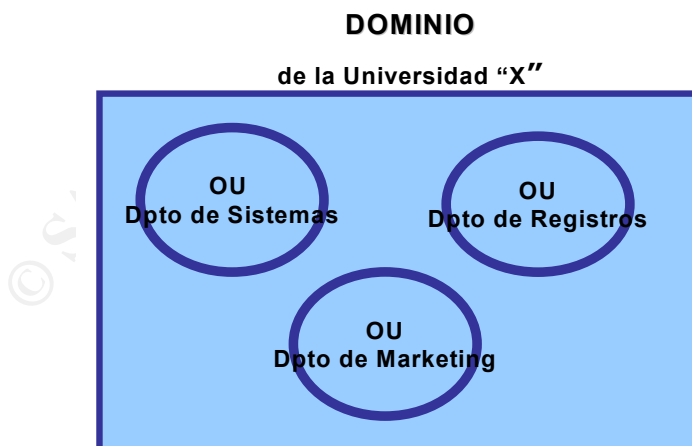 DOMINIO
de la Universidad “X”
OU
Dpto de Sistemas
OU
Dpto de Registros
OU
Dpto de Marketing
©